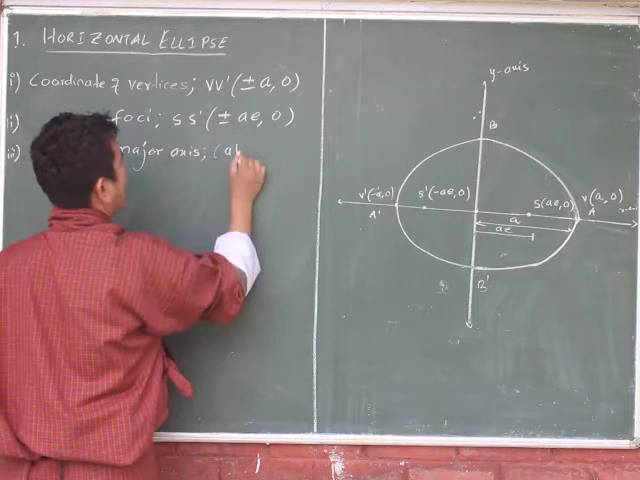 1. HORIZONTAL ELLIPSE
i) Coordinate of vertices; VV' (± a, 0)
ii) foci; SS' (± ae, 0)
iii) major axis; (a
y-axis
B
V'(-a, 0) S'(-ae, 0) S(ae, 0) V(a, 0)
A' a A
ae
B'